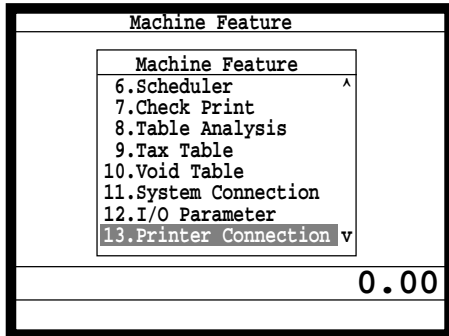 Machine Feature
Machine Feature
6.Scheduler ^
7.Check Print
8.Table Analysis
9.Tax Table
10.Void Table
11.System Connection
12.I/O Parameter
13.Printer Connection v
0.00